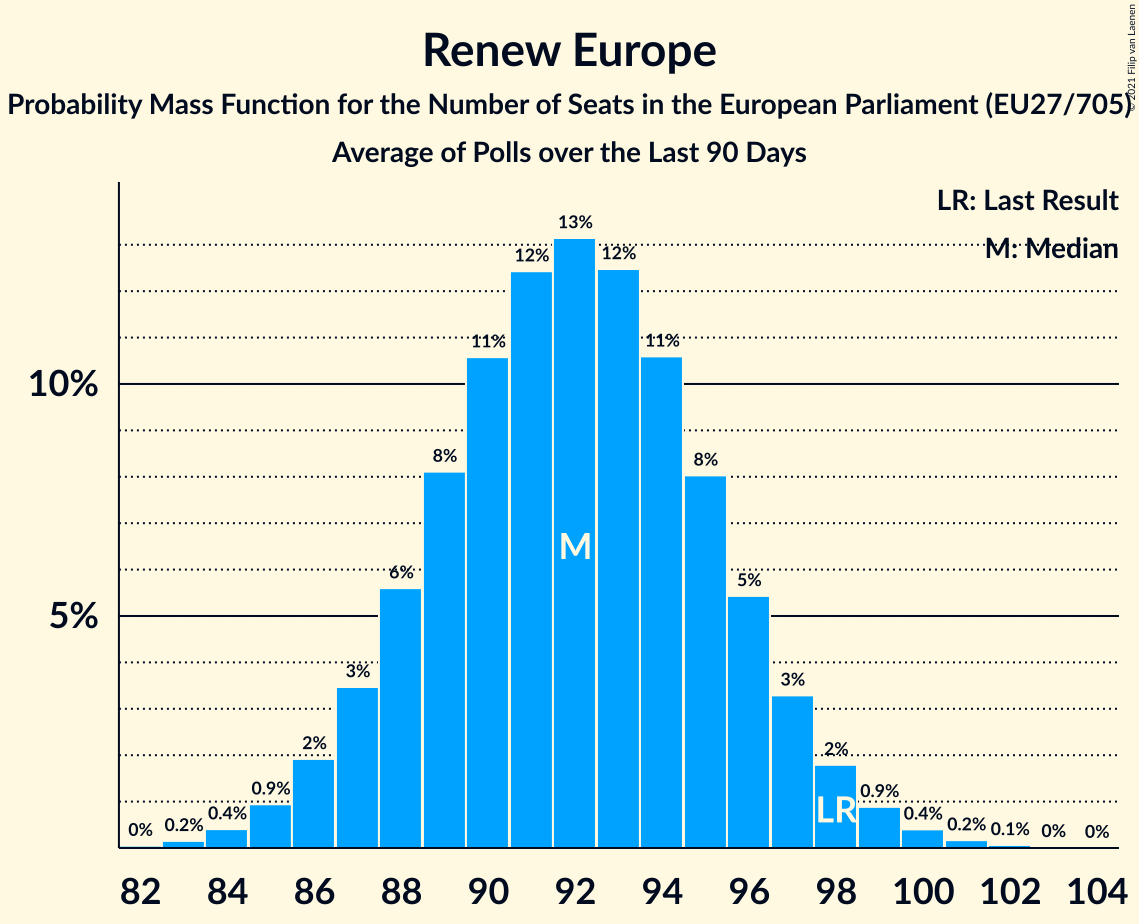 Renew Europe
Probability Mass Function for the Number of Seats in the European Parliament (EU27/705)
Average of Polls over the Last 90 Days
© 2021 Filip van Laenen
LR: Last Result
M: Median
10%
5%
0% 0.2% 0.4% 0.9% 2% 3% 6% 8% 11% 12% 13% 12% 11% 8% 5% 3% 2% 0.9% 0.4% 0.2% 0.1% 0% 0%
M
LR
82 84 86 88 90 92 94 96 98 100 102 104